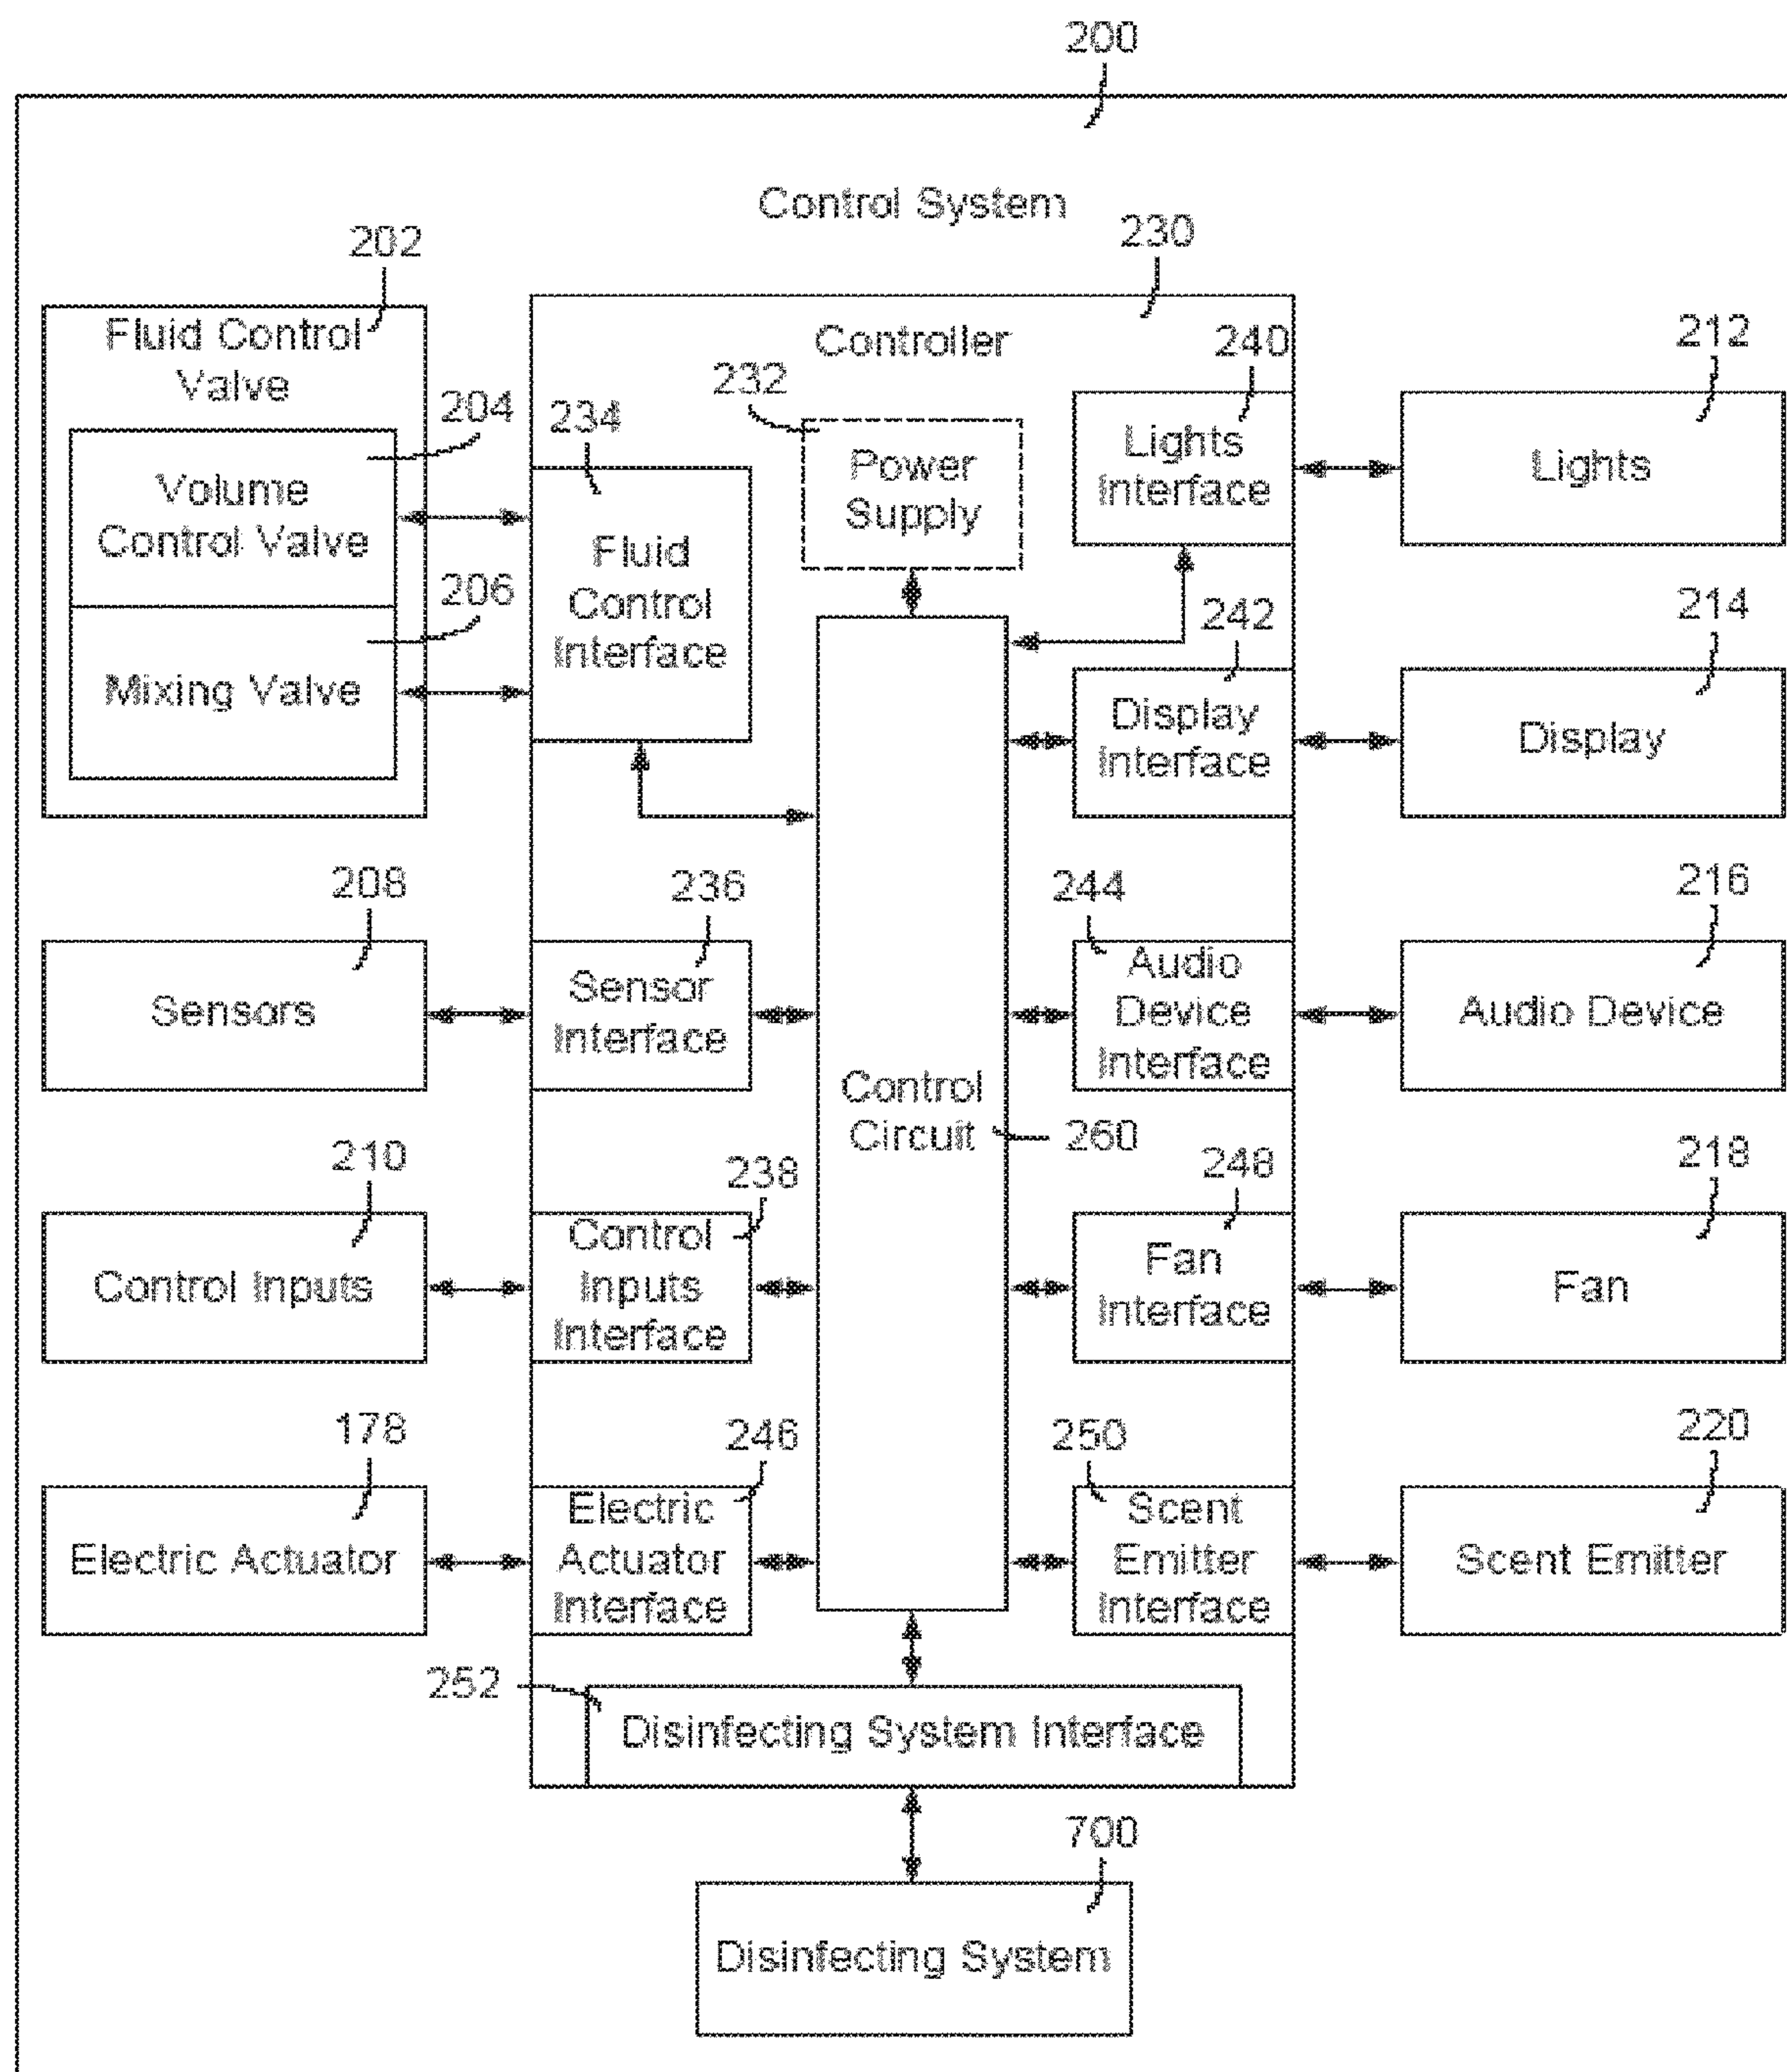 200
Control System
202
230
Fluid Control
Valve
Controller
240
212
232
204
234
Lights
Interface
Lights
Power
Supply
Volume
Control Valve
Fluid
Control
Interface
206
242
214
Mixing Valve
Display
Interface
Display
208
236
244
216
Sensors
Sensor
Interface
Audio
Device
Interface
Audio Device
Control
Circuit
260
210
238
248
218
Control Inputs
Control
Inputs
Interface
Fan
Interface
Fan
178
246
250
220
Electric Actuator
Electric
Actuator
Interface
Scent
Emitter
Interface
Scent Emitter
252
Disinfecting System Interface
700
Disinfecting System